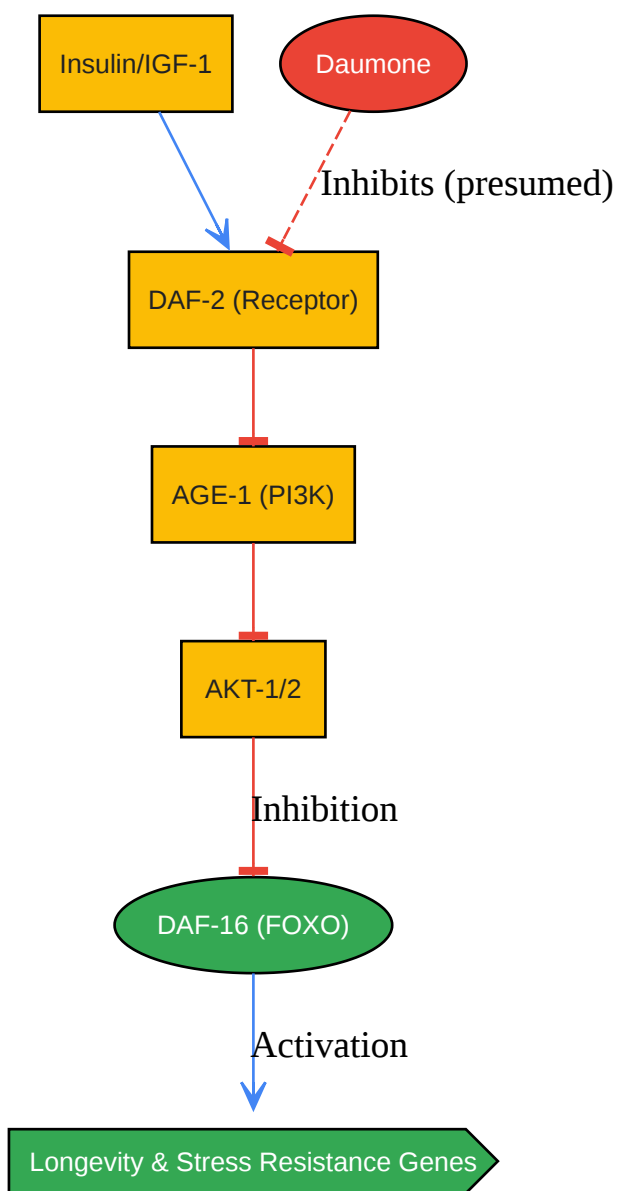 Insulin/IGF-1
Daumone
Inhibits (presumed)
DAF-2 (Receptor)
AGE-1 (PI3K)
AKT-1/2
Inhibition
DAF-16 (FOXO)
Activation
Longevity & Stress Resistance Genes